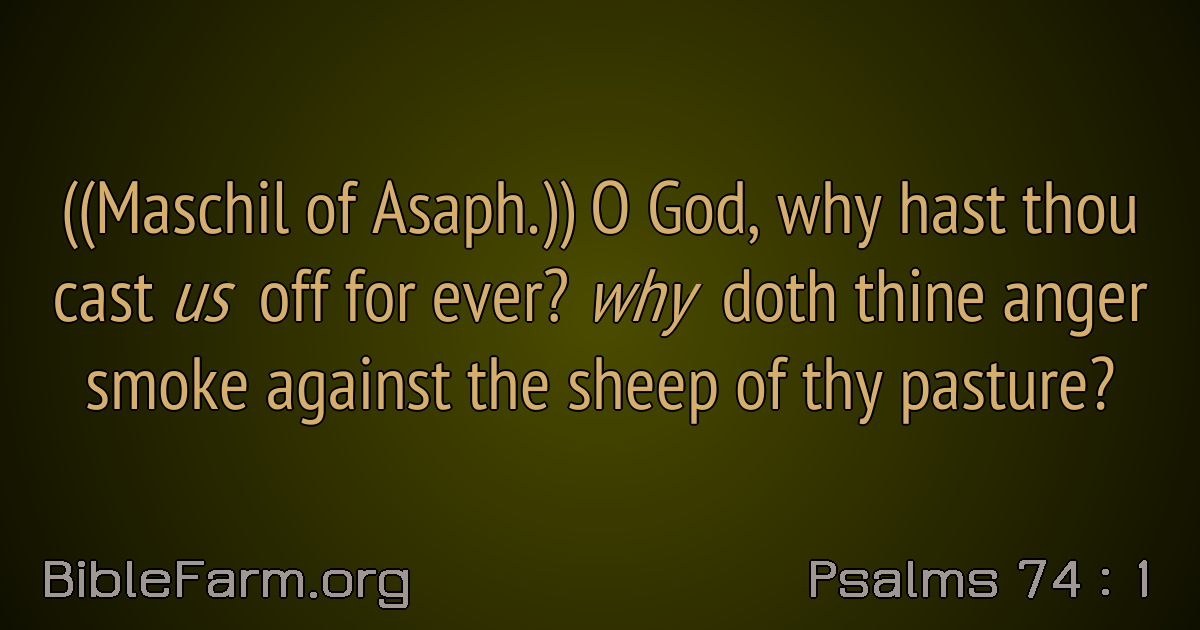 ((Maschil of Asaph.)) O God, why hast thou
cast us off for ever? why doth thine anger
smoke against the sheep of thy pasture?
BibleFarm.org
Psalms 74 : 1